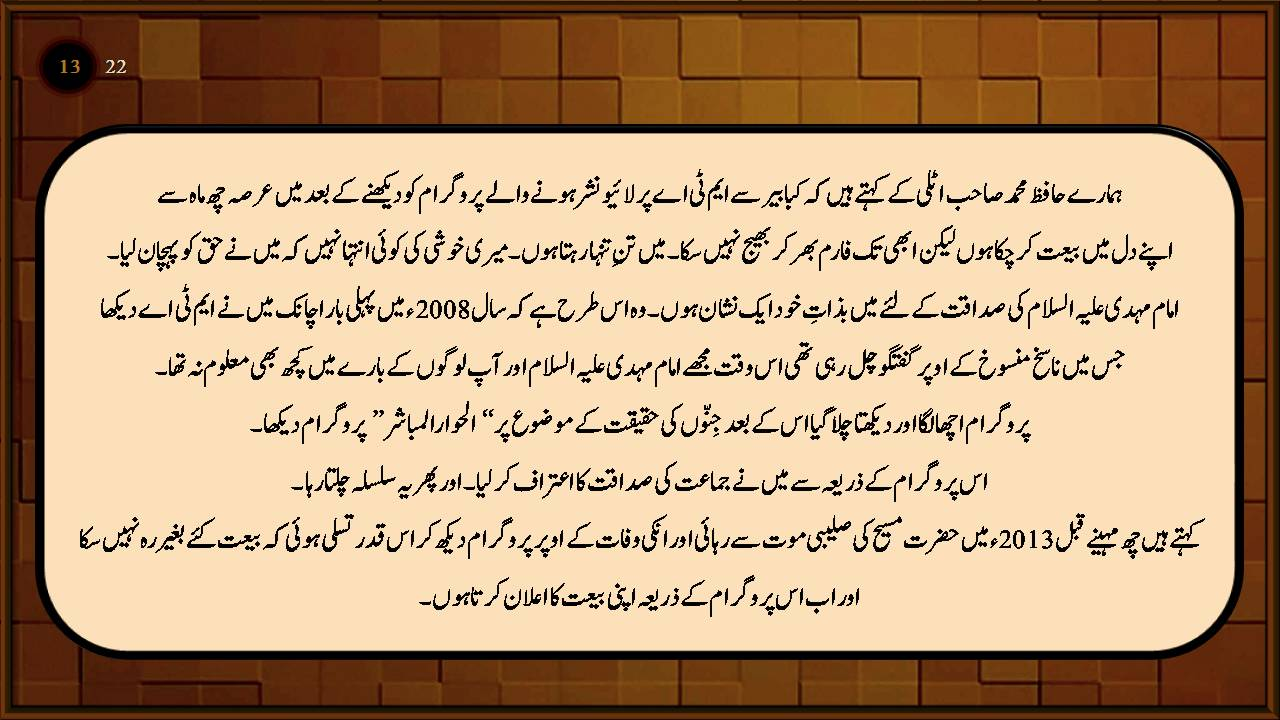 13 22
ہمارے حافظ محمد صاحب اٹلی کے کہتے ہیں کہ کبابیر سے ایم ٹی اے پر لائیو نشر ہونے والے پروگرام کو دیکھنے کے بعد میں عرصہ چھ ماہ سے
اپنے دل میں بیعت کر چکا ہوں لیکن ابھی تک فارم بھر کر بھیج نہیں سکا۔ میں تنِ تنہا رہتا ہوں۔ میری خوشی کی کوئی انتہا نہیں کہ میں نے حق کو پہچان لیا۔
امام مہدی علیہ السلام کی صداقت کے لئے میں بذاتِ خود ایک نشان ہوں۔ وہ اس طرح ہے کہ سال 2008ء میں پہلی بار اچانک میں نے ایم ٹی اے دیکھا
جس میں ناسخ منسوخ کے اوپر گفتگو چل رہی تھی اس وقت مجھے امام مہدی علیہ السلام اور آپ لوگوں کے بارے میں کچھ بھی معلوم نہ تھا۔
پروگرام اچھا لگا اور دیکھتا چلا گیا اس کے بعد جِنّوں کی حقیقت کے موضوع پر “ الحوار المباشر ” پروگرام دیکھا۔
اس پروگرام کے ذریعہ سے میں نے جماعت کی صداقت کا اعتراف کر لیا۔ اور پھر یہ سلسلہ چلتا رہا۔
کہتے ہیں چھ مہینے قبل 2013ء میں حضرت مسیح کی صلیبی موت سے رہائی اور انکی وفات کے اوپر پروگرام دیکھ کر اس قدر تسلی ہوئی کہ بیعت کئے بغیر رہ نہیں سکا
اور اب اس پروگرام کے ذریعہ اپنی بیعت کا اعلان کرتا ہوں۔